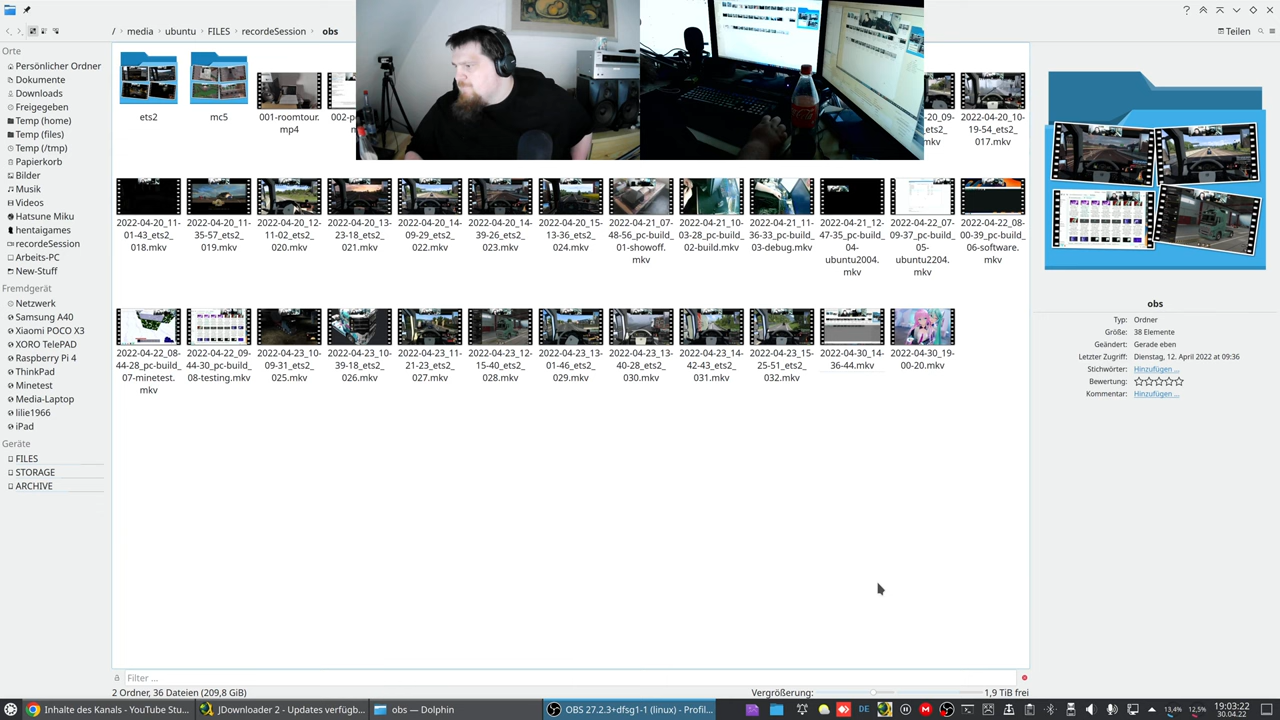 media › ubuntu › FILES › recordeSession › obs
Teilen
Orte
Persönlicher Ordner
Dokumente
Downloads
Freigegeben
Temp (home)
Temp (files)
Temp (/tmp)
Papierkorb
Bilder
Musik
Videos
Hatsune Miku
hentaigames
recordeSession
Arbeits-PC
New-Stuff
Fremdgerät
Netzwerk
Samsung A40
Xiaomi POCO X3
XORO TelePAD
Raspberry Pi 4
ThinkPad
Minetest
Media-Laptop
lilie1966
iPad
Geräte
FILES
STORAGE
ARCHIVE
ets2
mc5
001-roomtour.
mp4
2022-04-20_10-
19-54_ets2_
017.mkv
2022-04-20_11-
01-43_ets2_
018.mkv
2022-04-20_11-
35-57_ets2_
019.mkv
2022-04-20_12-
11-02_ets2_
020.mkv
2022-04-20_13-
23-18_ets2_
021.mkv
2022-04-20_14-
09-29_ets2_
022.mkv
2022-04-20_14-
39-26_ets2_
023.mkv
2022-04-20_15-
13-36_ets2_
024.mkv
2022-04-21_07-
48-56_pc-build_
01-showoff.
mkv
2022-04-21_10-
03-28_pc-build_
02-build.mkv
2022-04-21_11-
36-33_pc-build_
03-debug.mkv
2022-04-21_12-
47-35_pc-build_
04-
ubuntu2004.
mkv
2022-04-22_07-
09-37_pc-build_
05-
ubuntu2204.
mkv
2022-04-22_08-
00-39_pc-build_
06-software.
mkv
2022-04-22_08-
44-28_pc-build_
07-minetest.
mkv
2022-04-22_09-
44-30_pc-build_
08-testing.mkv
2022-04-23_10-
09-31_ets2_
025.mkv
2022-04-23_10-
39-18_ets2_
026.mkv
2022-04-23_11-
21-23_ets2_
027.mkv
2022-04-23_12-
15-40_ets2_
028.mkv
2022-04-23_13-
01-46_ets2_
029.mkv
2022-04-23_13-
40-28_ets2_
030.mkv
2022-04-23_14-
42-43_ets2_
031.mkv
2022-04-23_15-
25-51_ets2_
032.mkv
2022-04-30_14-
36-44.mkv
2022-04-30_19-
00-20.mkv
obs
Typ: Ordner
Größe: 38 Elemente
Geändert: Gerade eben
Letzter Zugriff: Dienstag, 12. April 2022 at 09:36
Stichwörter: Hinzufügen ...
Bewertung:
Kommentar: Hinzufügen ...
Filter ...
2 Ordner, 36 Dateien (209,8 GiB)
Vergrößerung:
1,9 TiB frei
Inhalte des Kanals - YouTube Stu...
JDownloader 2 - Updates verfügb...
obs — Dolphin
OBS 27.2.3+dfsg1-1 (linux) - Profil...
DE
13,4%
12,5%
19:03:22
30.04.22